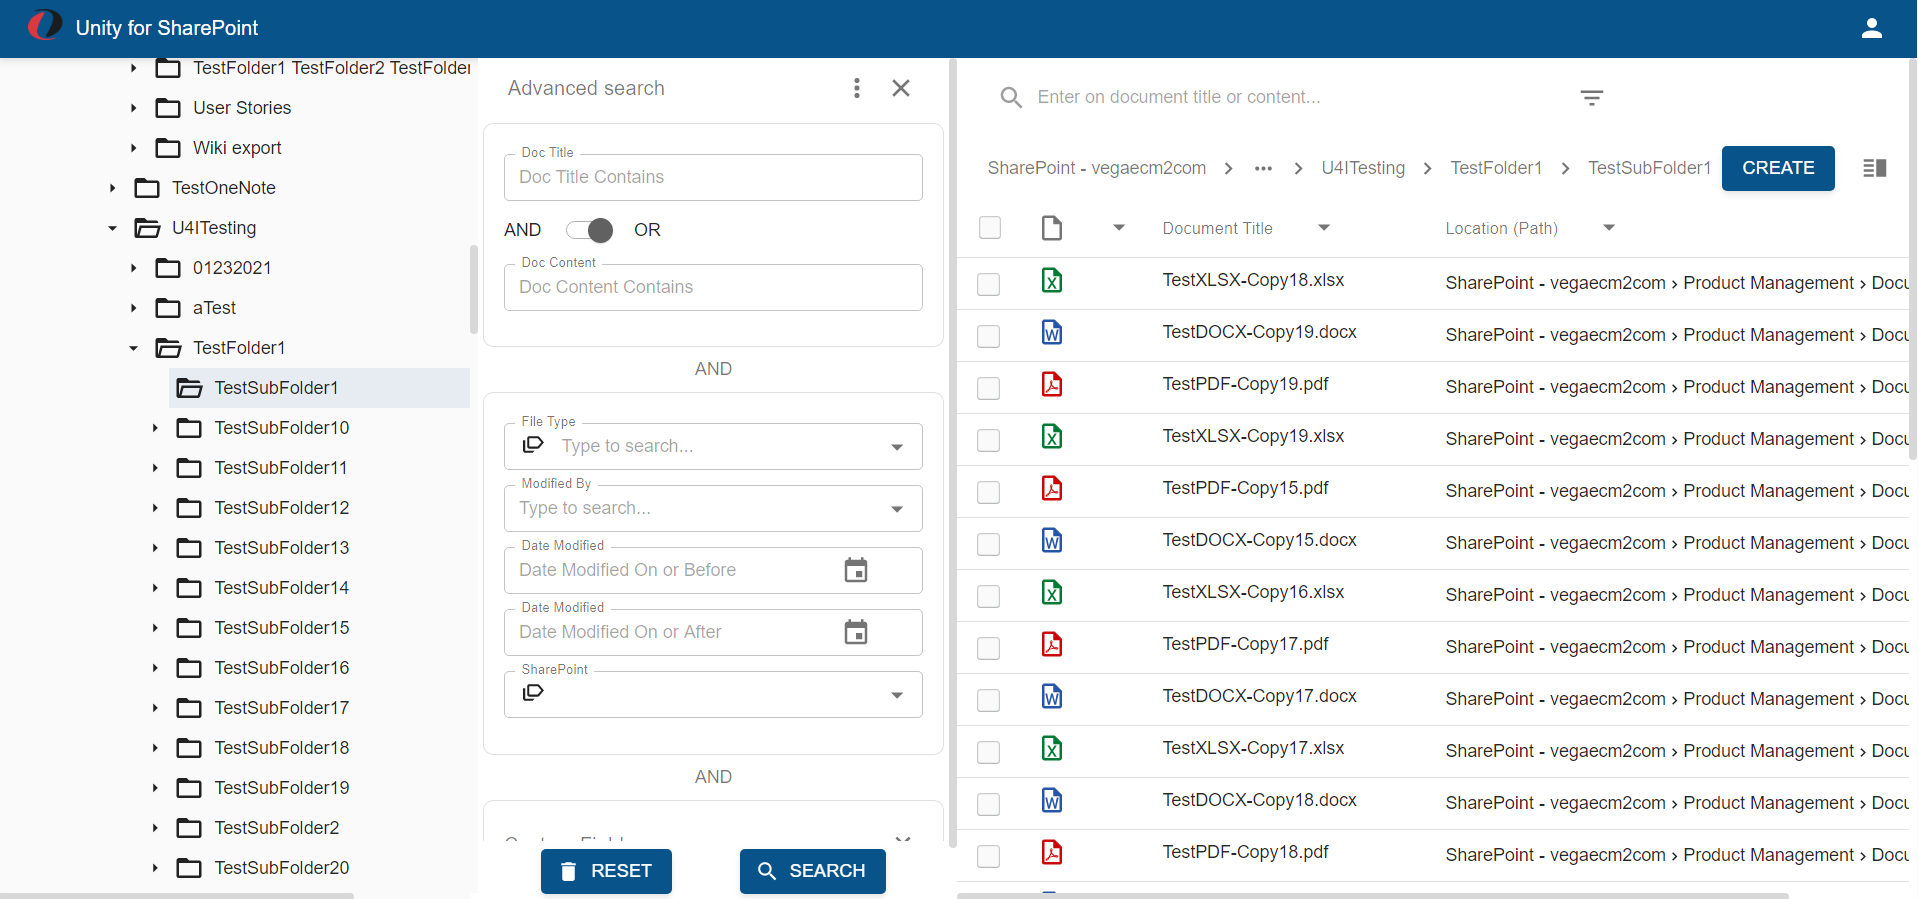 Unity for SharePoint
TestFolder1 TestFolder2 TestFolder
User Stories
Wiki export
TestOneNote
U4ITesting
01232021
aTest
TestFolder1
TestSubFolder1
TestSubFolder10
TestSubFolder11
TestSubFolder12
TestSubFolder13
TestSubFolder14
TestSubFolder15
TestSubFolder16
TestSubFolder17
TestSubFolder18
TestSubFolder19
TestSubFolder2
TestSubFolder20
Advanced search
Doc Title
Doc Title Contains
AND OR
Doc Content
Doc Content Contains
AND
File Type
Type to search...
Modified By
Type to search...
Date Modified
Date Modified On or Before
Date Modified
Date Modified On or After
SharePoint
AND
RESET SEARCH
Enter on document title or content...
SharePoint - vegaecm2com > ••• > U4ITesting > TestFolder1 > TestSubFolder1 CREATE
Document Title Location (Path)
TestXLSX-Copy18.xlsx SharePoint - vegaecm2com › Product Management › Docu
TestDOCX-Copy19.docx SharePoint - vegaecm2com › Product Management › Docu
TestPDF-Copy19.pdf SharePoint - vegaecm2com › Product Management › Docu
TestXLSX-Copy19.xlsx SharePoint - vegaecm2com › Product Management › Docu
TestPDF-Copy15.pdf SharePoint - vegaecm2com › Product Management › Docu
TestDOCX-Copy15.docx SharePoint - vegaecm2com › Product Management › Docu
TestXLSX-Copy16.xlsx SharePoint - vegaecm2com › Product Management › Docu
TestPDF-Copy17.pdf SharePoint - vegaecm2com › Product Management › Docu
TestDOCX-Copy17.docx SharePoint - vegaecm2com › Product Management › Docu
TestXLSX-Copy17.xlsx SharePoint - vegaecm2com › Product Management › Docu
TestDOCX-Copy18.docx SharePoint - vegaecm2com › Product Management › Docu
TestPDF-Copy18.pdf SharePoint - vegaecm2com › Product Management › Docu